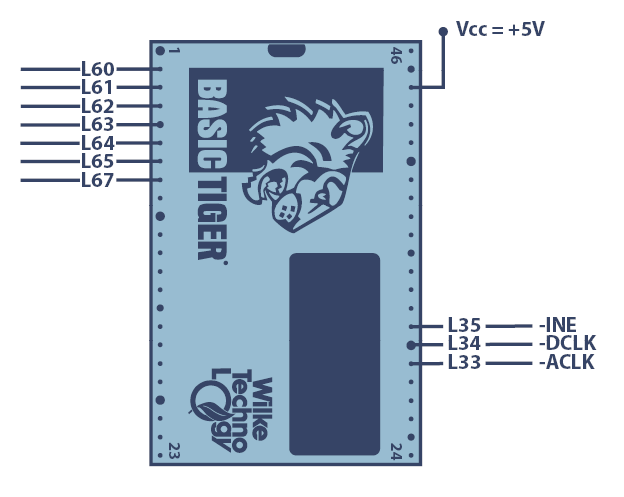 Vcc = +5V
1
46
L60
L61
L62
L63
L64
L65
L67
BASIC TIGER
L35 -INE
L34 -DCLK
L33 -ACLK
Wilke
Techno
Logy
23
24